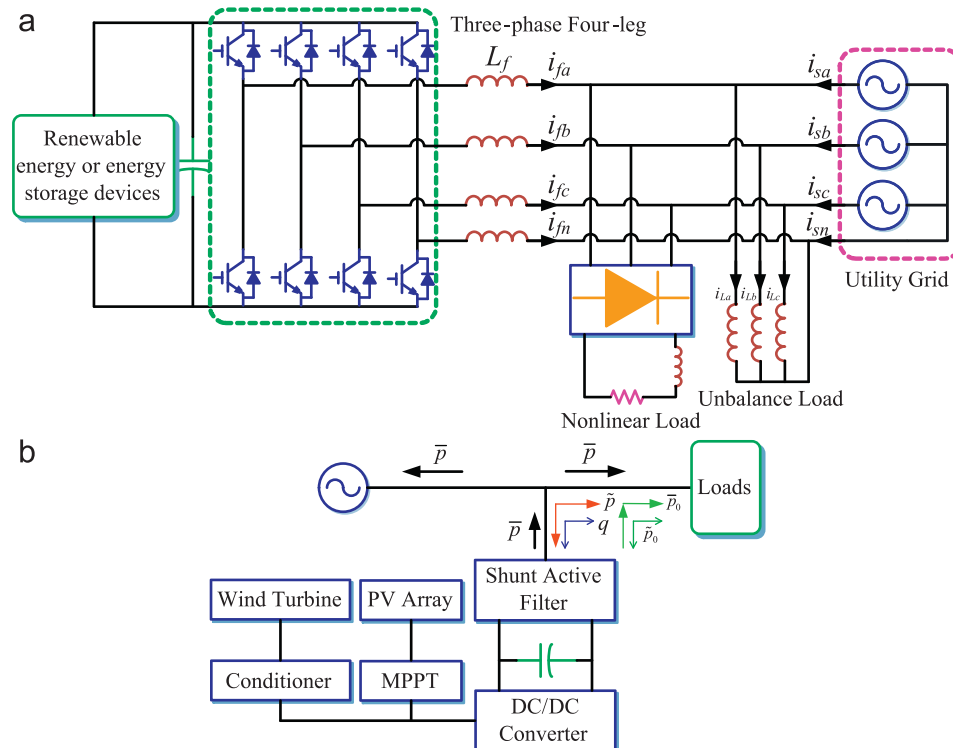 a
Three-phase Four-leg
L_f
i_fa
i_sa
Renewable
energy or energy
storage devices
i_fb
i_sb
i_fc
i_sc
i_fn
i_sn
Utility Grid
i_La
i_Lb
i_Lc
Unbalance Load
Nonlinear Load
b
p̅
p̅
Loads
p̅
p̃
q
p̅_0
p̃_0
Shunt Active
Filter
Wind Turbine
PV Array
Conditioner
MPPT
DC/DC
Converter